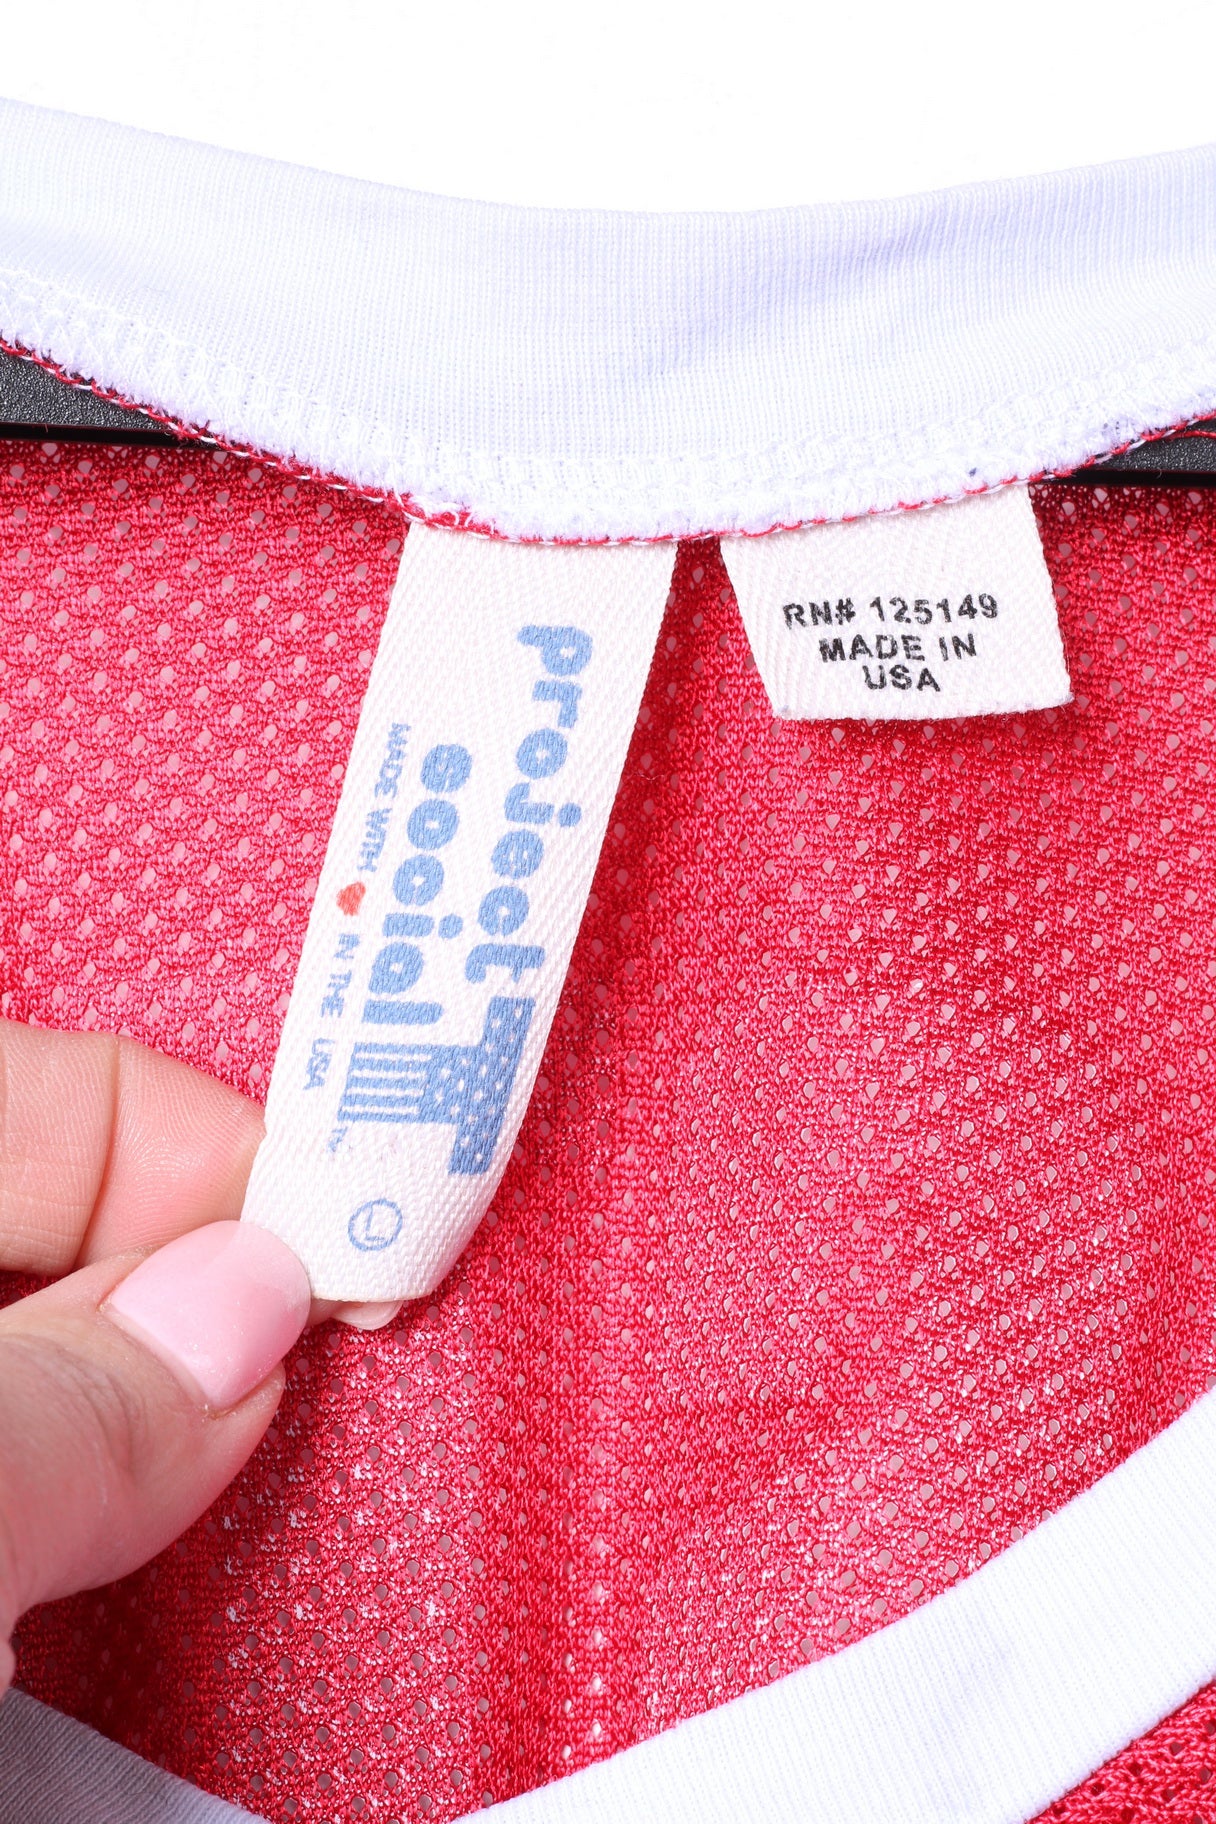 project
social
T
MADE WITH ❤ IN THE USA
L
RN# 125149
MADE IN
USA